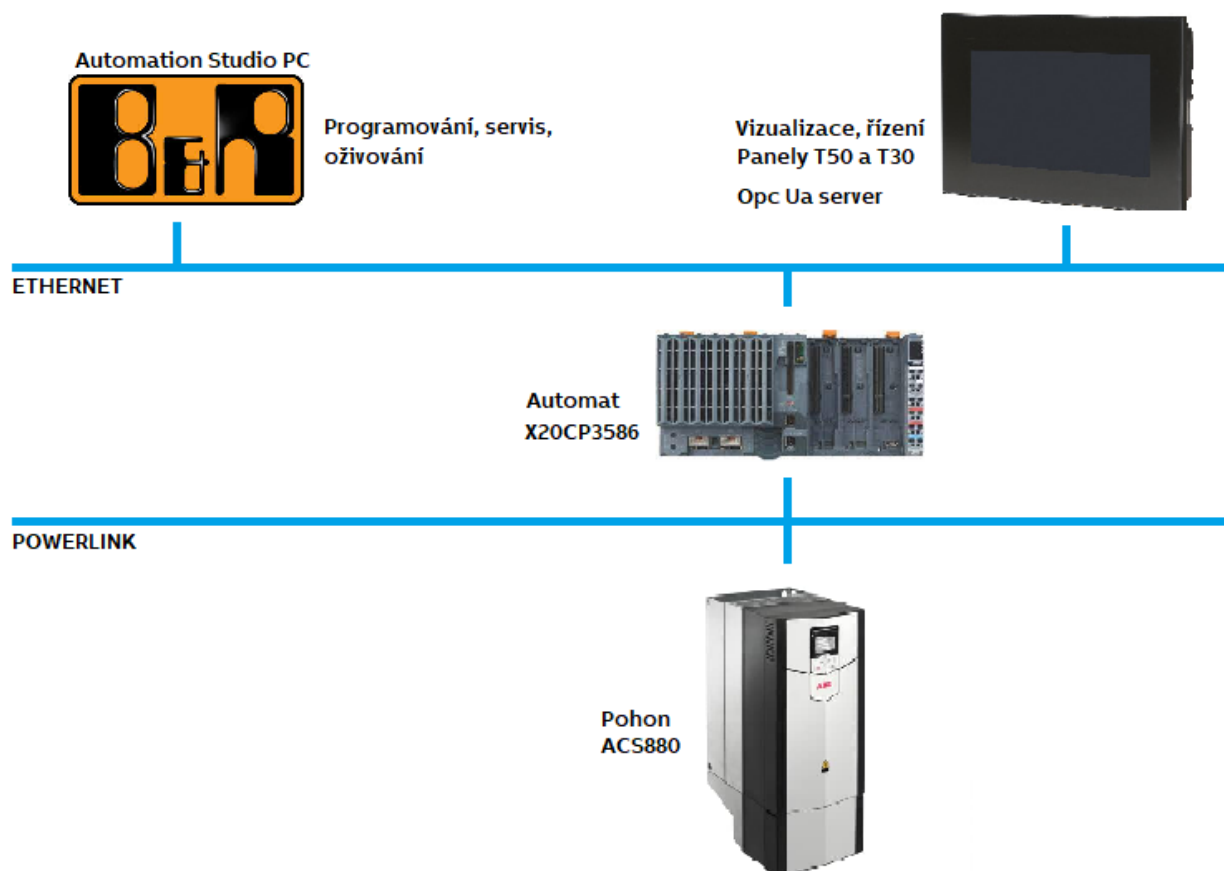 Automation Studio PC
B&R
Programování, servis,
oživování
Vizualizace, řízení
Panely T50 a T30
Opc Ua server
ETHERNET
Automat
X20CP3586
POWERLINK
Pohon
ACS880
ABB